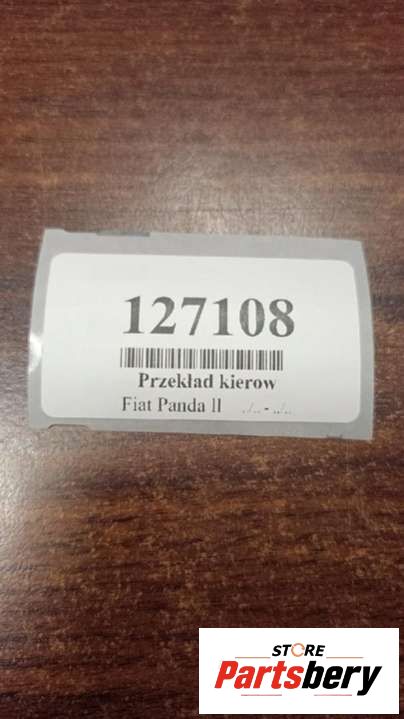 127108
Przekład kierow
Fiat Panda II ../.. - ../..
STORE
Partsbery